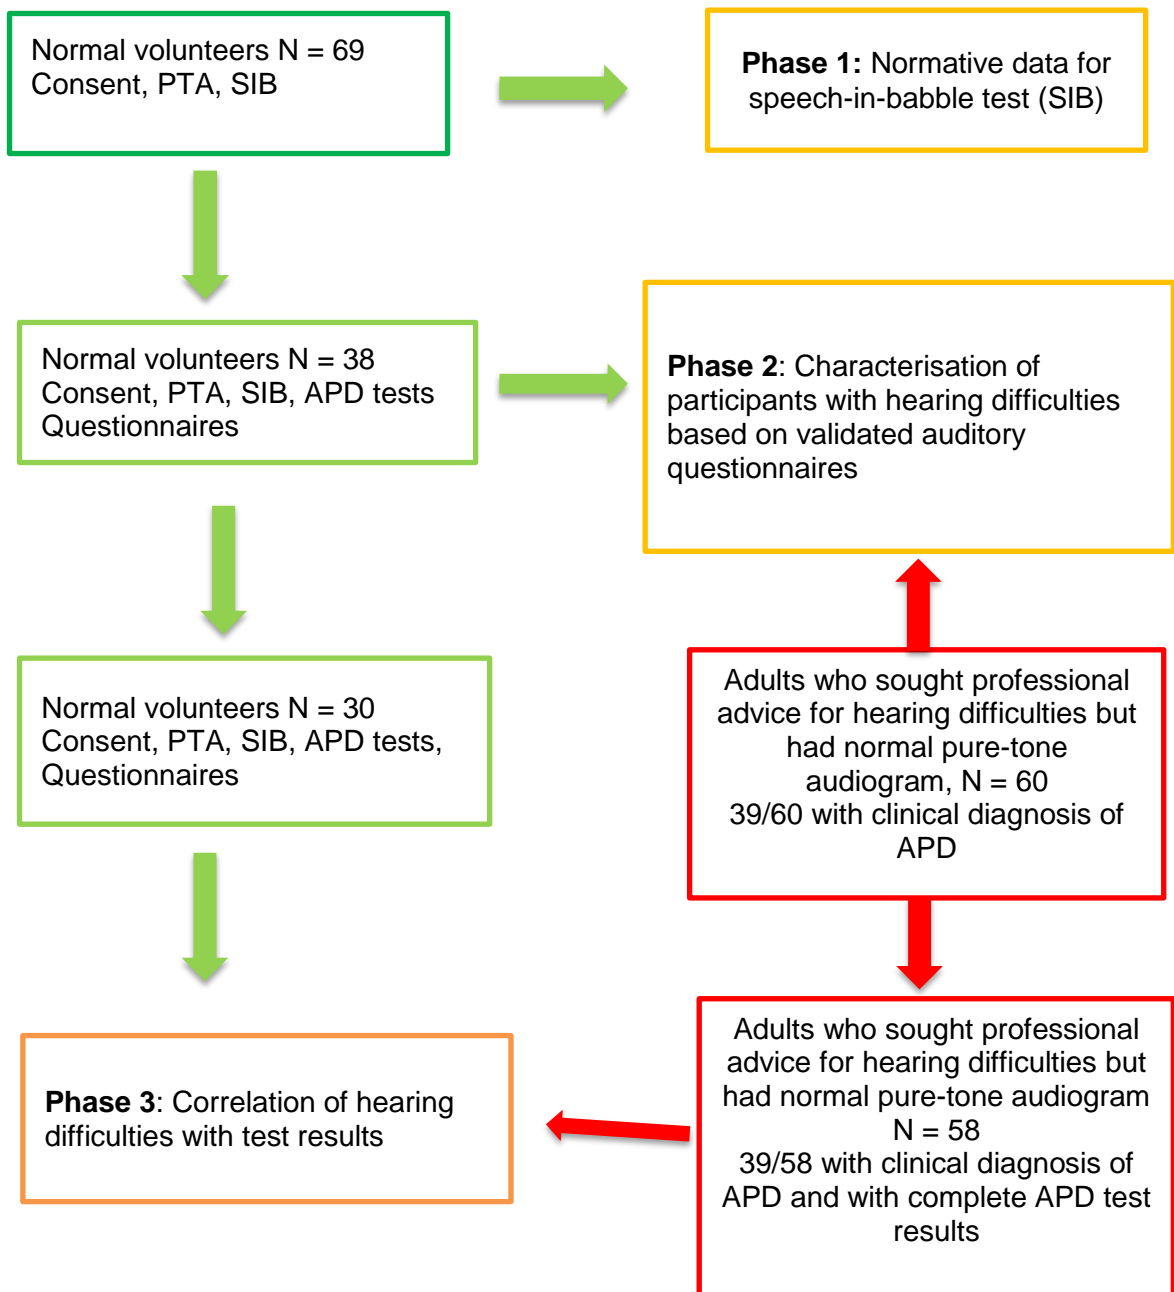 Normal volunteers N = 69
Consent, PTA, SIB
Phase 1: Normative data for
speech-in-babble test (SIB)
Normal volunteers N = 38
Consent, PTA, SIB, APD tests
Questionnaires
Phase 2: Characterisation of
participants with hearing difficulties
based on validated auditory
questionnaires
Normal volunteers N = 30
Consent, PTA, SIB, APD tests,
Questionnaires
Adults who sought professional
advice for hearing difficulties but
had normal pure-tone
audiogram, N = 60
39/60 with clinical diagnosis of
APD
Phase 3: Correlation of hearing
difficulties with test results
Adults who sought professional
advice for hearing difficulties but
had normal pure-tone audiogram
N = 58
39/58 with clinical diagnosis of
APD and with complete APD test
results